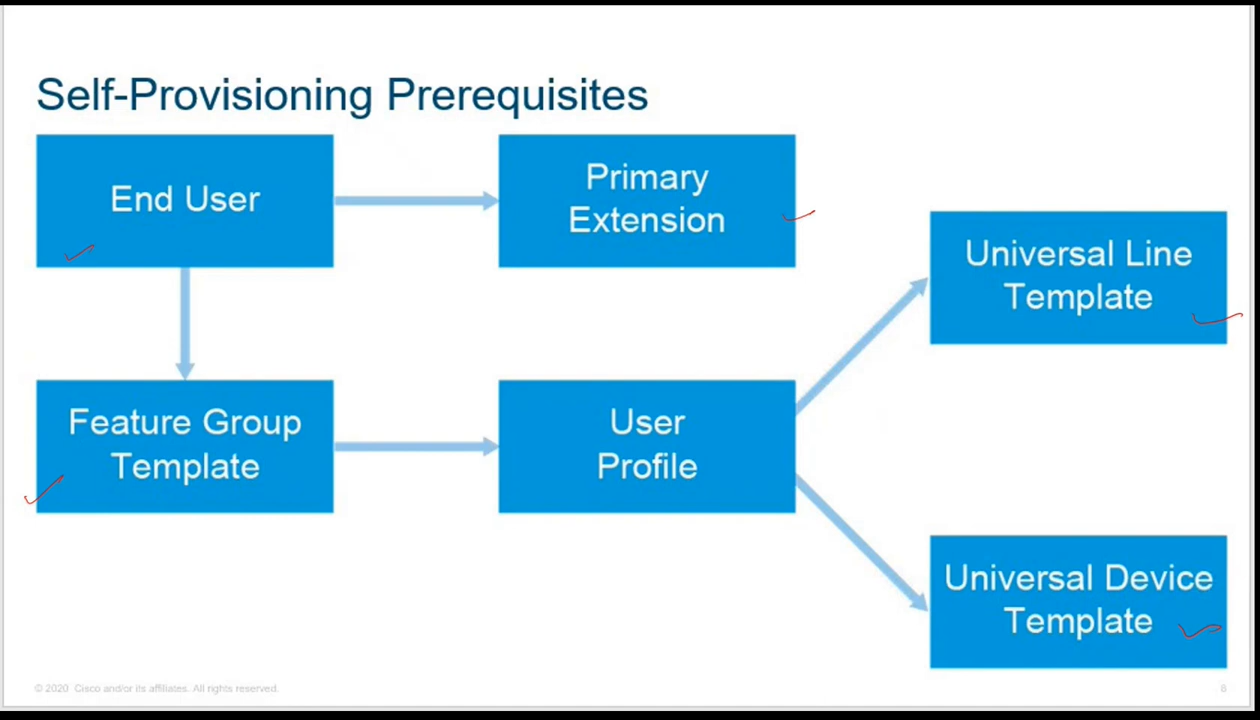 Self-Provisioning Prerequisites
End User
Primary
Extension
Universal Line
Template
Feature Group
Template
User
Profile
Universal Device
Template
© 2020 Cisco and/or its affiliates. All rights reserved.
8